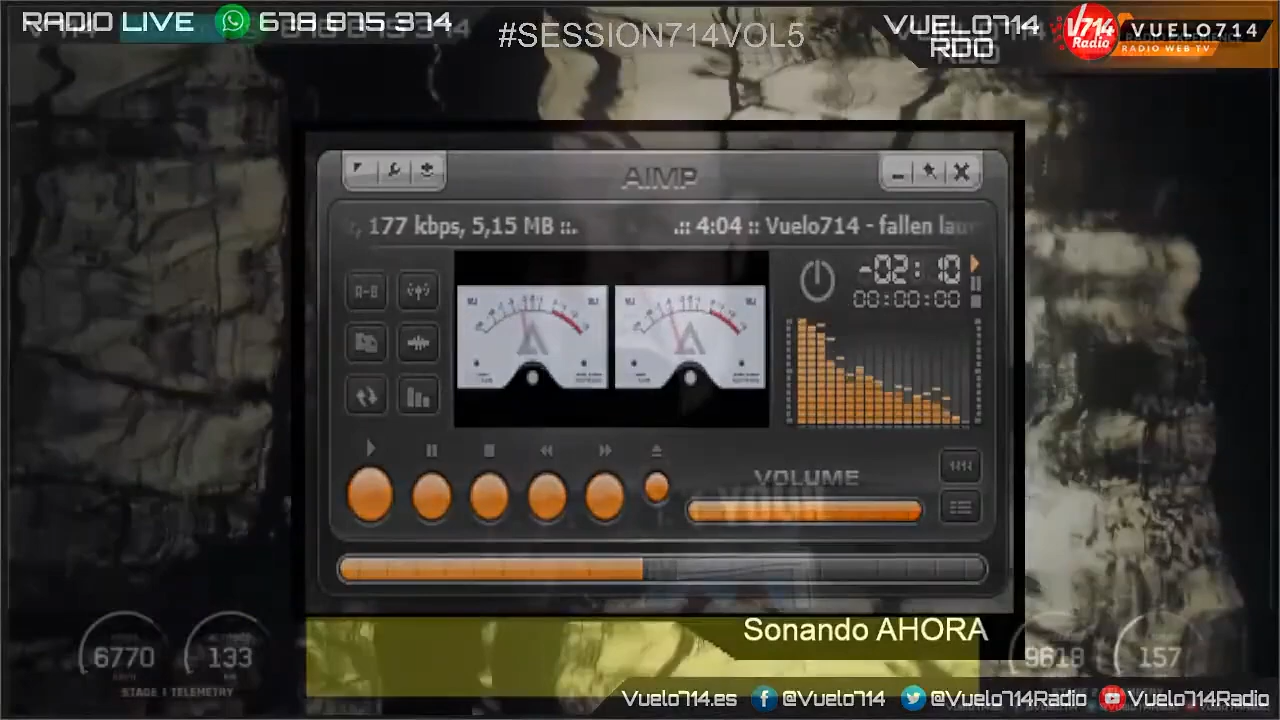 RADIO LIVE 678 875 374
#SESSION714VOL5
VUELO714
RDO
V714
Radio
VUELO714
RADIO WEB TV
AIMP
177 kbps, 5,15 MB ::. .:: 4:04 :: Vuelo714 - fallen
-02:10
00:00:00
A-B
VOLUME
Sonando AHORA
6770
133
STAGE 1 TELEMETRY
9618
157
Vuelo714.es @Vuelo714 @Vuelo714Radio Vuelo714Radio